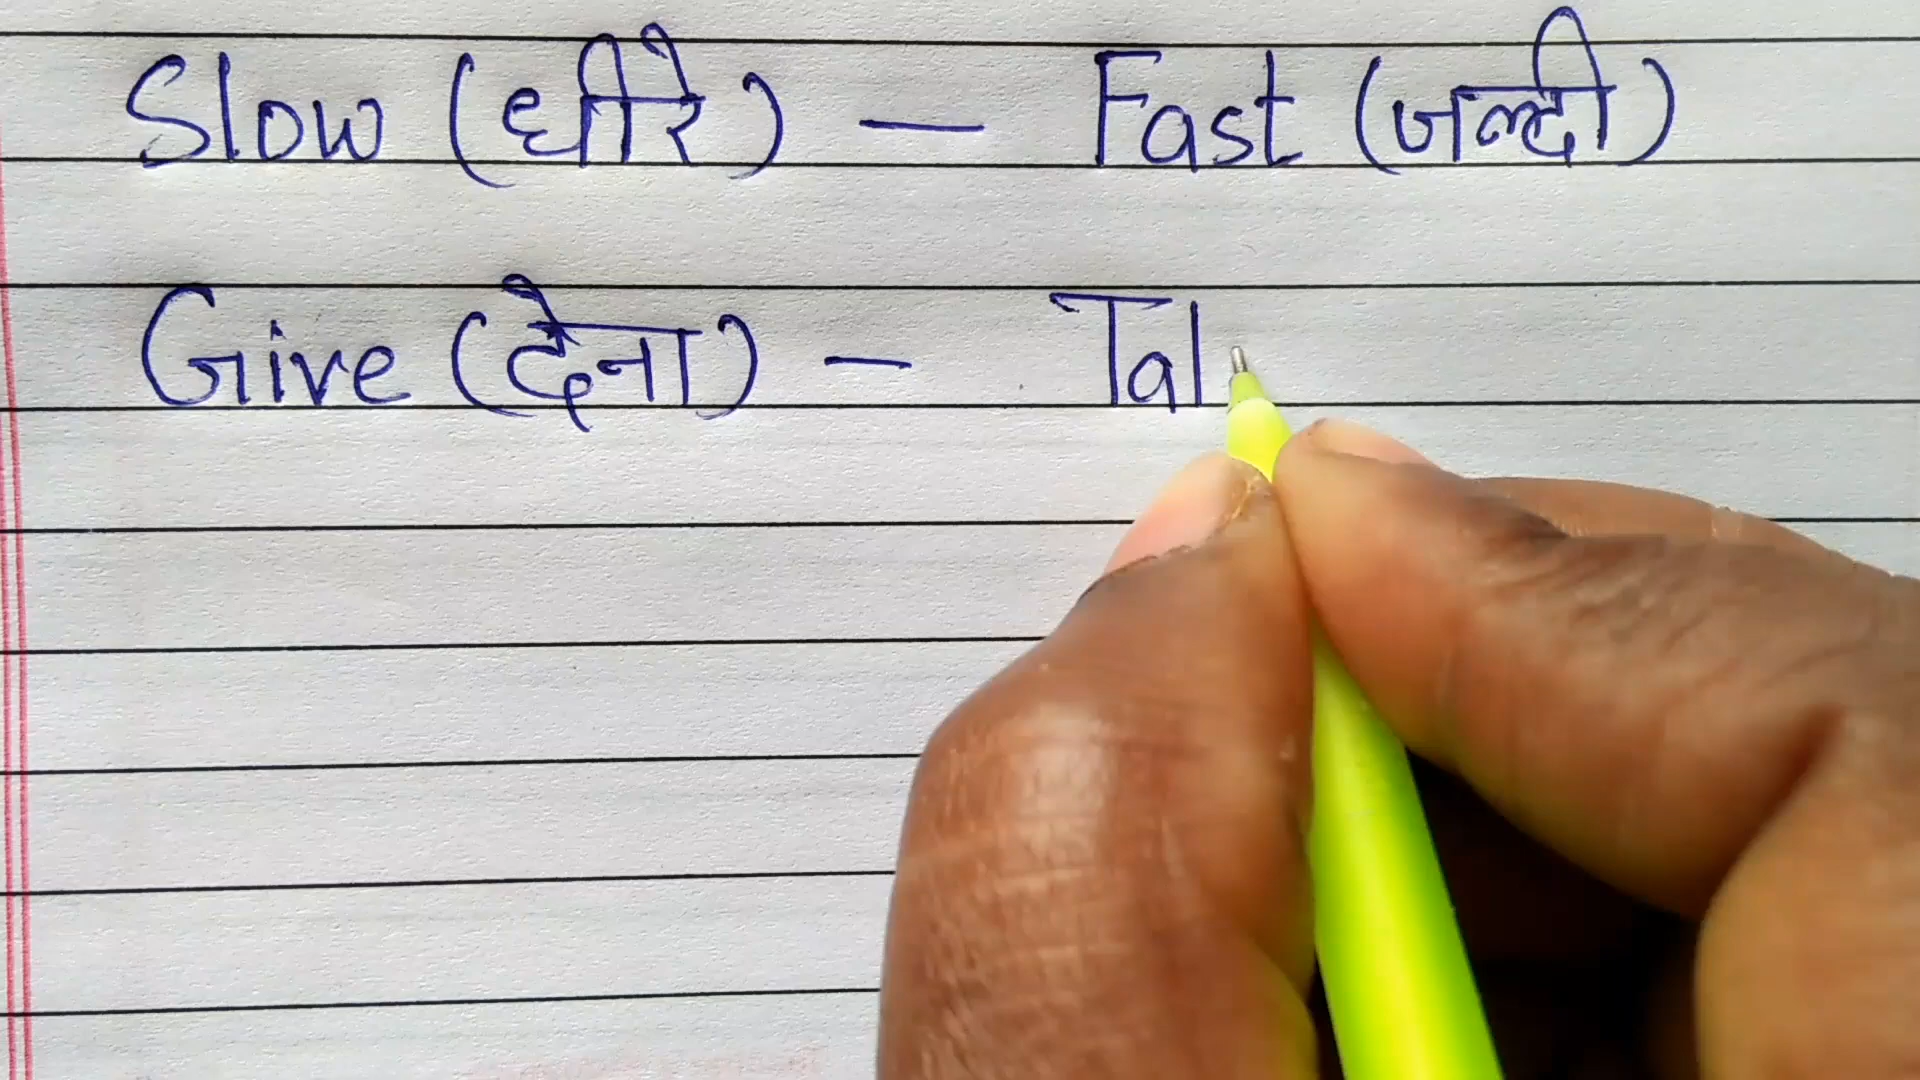 Slow (धीरे) — Fast (जल्दी)
Give (देना) — Tal